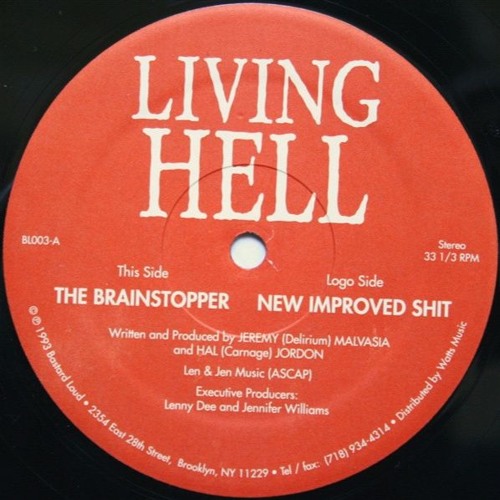 LIVING
HELL
BL003-A
Stereo
33 1/3 RPM
This Side
Logo Side
THE BRAINSTOPPER
NEW IMPROVED SHIT
Written and Produced by JEREMY (Delirium) MALVASIA
and HAL (Carnage) JORDON
Len & Jen Music (ASCAP)
Executive Producers:
Lenny Dee and Jennifer Williams
© ℗ 1993 Bastard Loud • 2354 East 28th Street, Brooklyn, NY 11229 • Tel / fax: (718) 934-4314 • Distributed by Watts Music